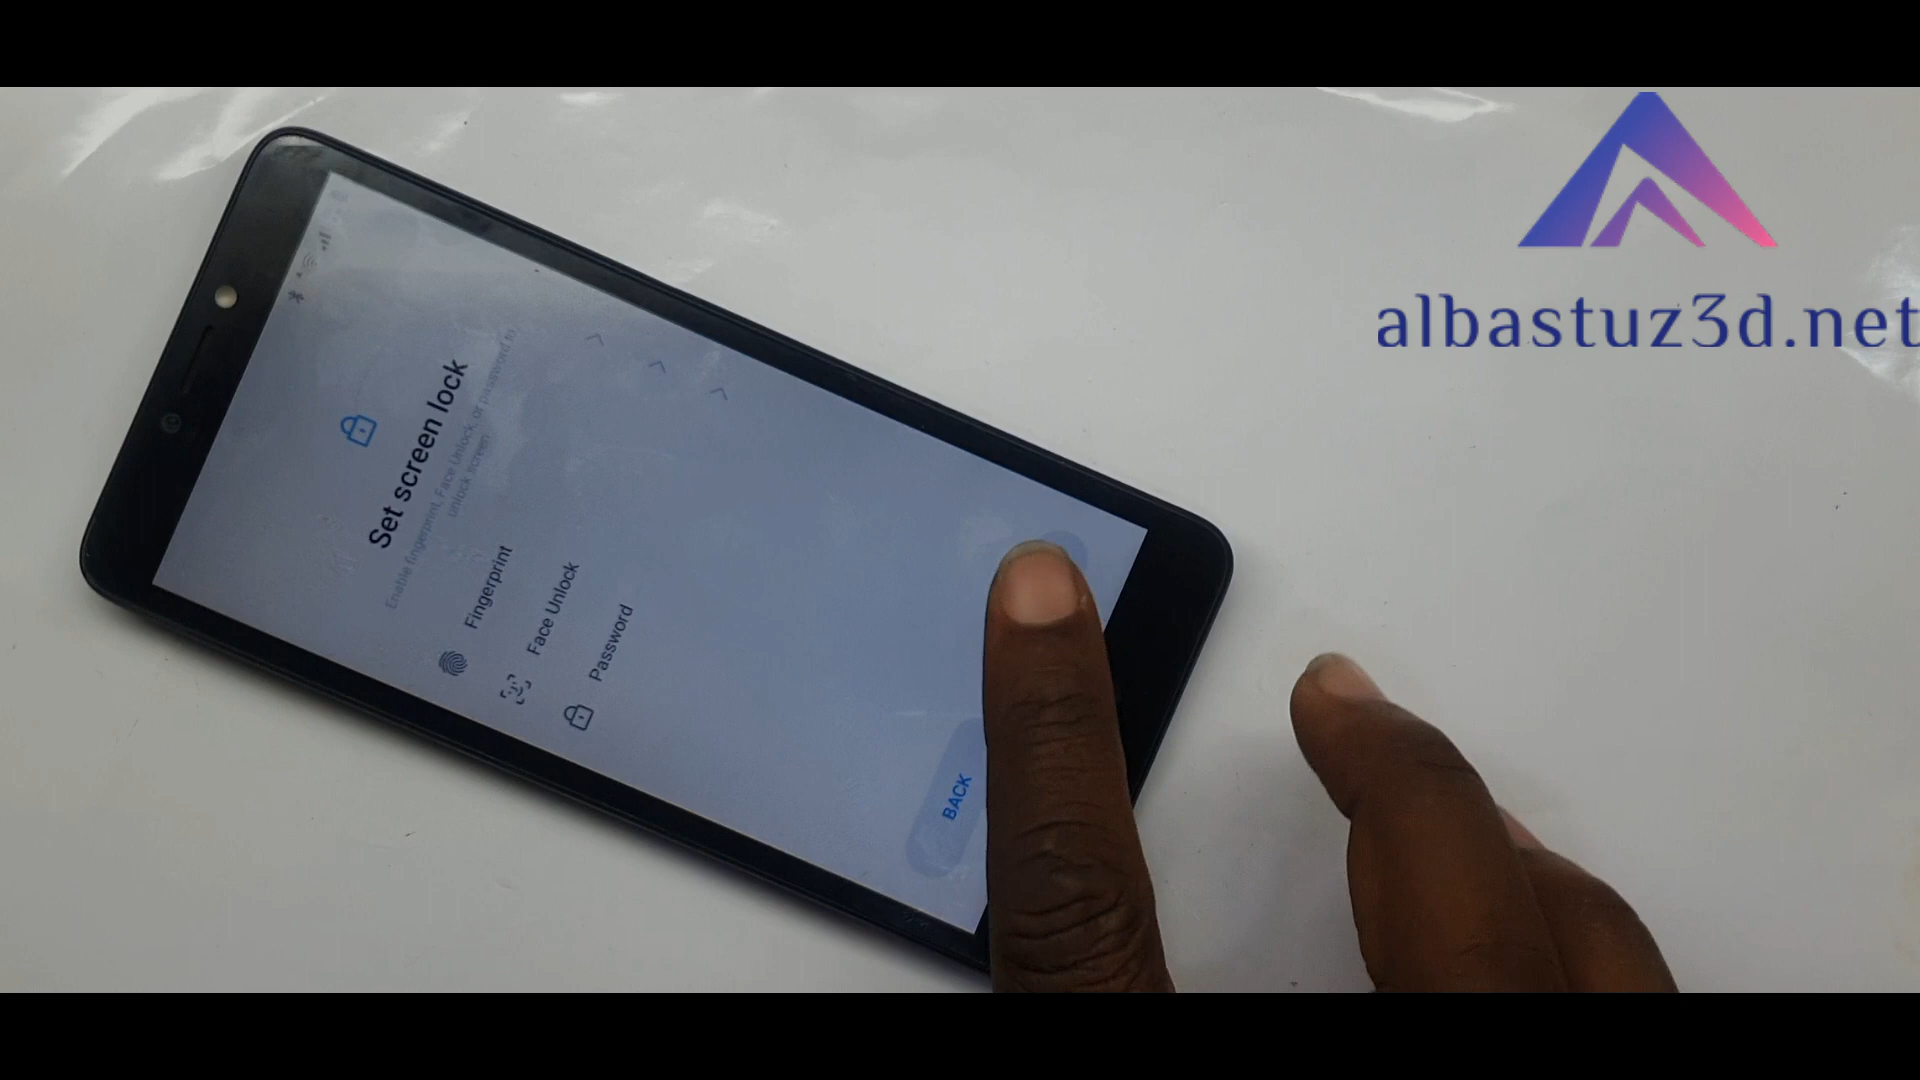 albastuz3d.net
Set screen lock
Enable fingerprint, Face Unlock, or password to
unlock screen
Fingerprint
Face Unlock
Password
BACK